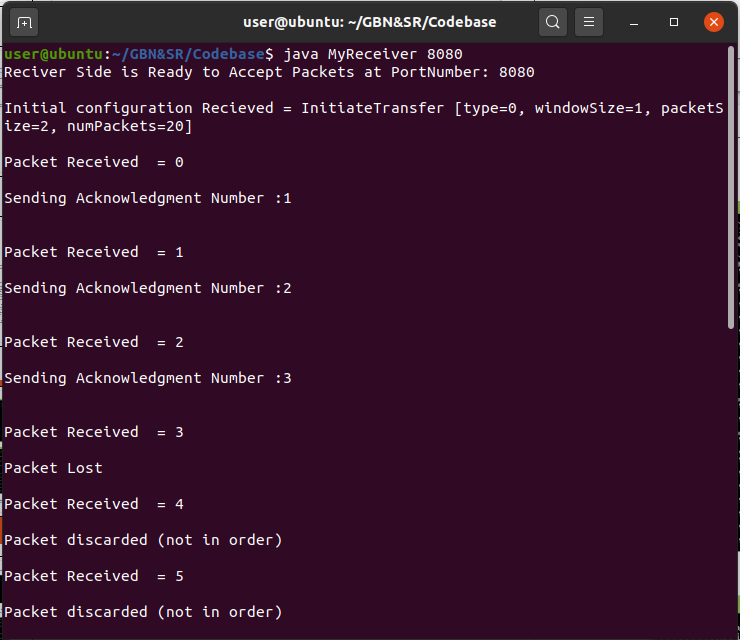 user@ubuntu: ~/GBN&SR/Codebase
user@ubuntu:~/GBN&SR/Codebase$ java MyReceiver 8080
Reciver Side is Ready to Accept Packets at PortNumber: 8080
Initial configuration Recieved = InitiateTransfer [type=0, windowSize=1, packetS
ize=2, numPackets=20]
Packet Received  = 0
Sending Acknowledgment Number :1
Packet Received  = 1
Sending Acknowledgment Number :2
Packet Received  = 2
Sending Acknowledgment Number :3
Packet Received  = 3
Packet Lost
Packet Received  = 4
Packet discarded (not in order)
Packet Received  = 5
Packet discarded (not in order)